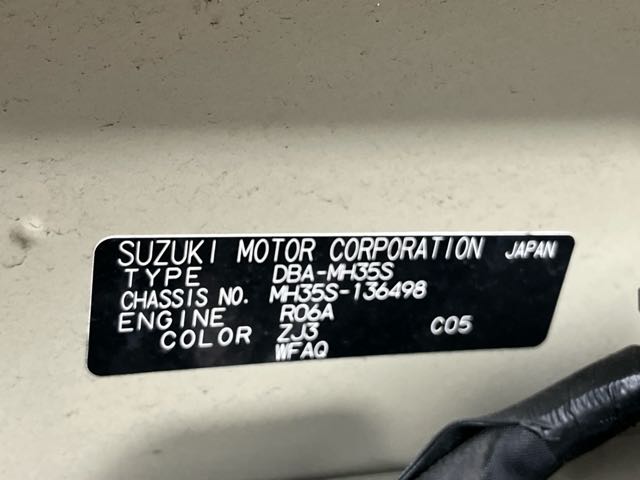 SUZUKI MOTOR CORPORATION JAPAN
TYPE DBA-MH35S
CHASSIS NO. MH35S-136498
ENGINE R06A
COLOR ZJ3 C05
WFAQ